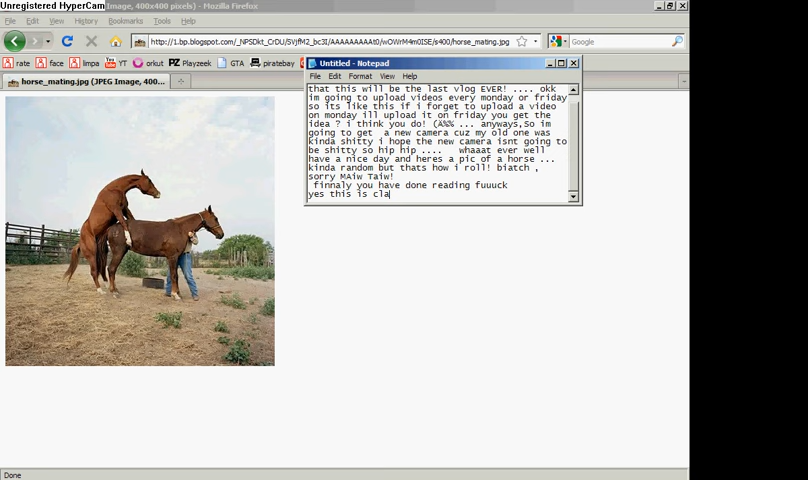 Unregistered HyperCam
Image, 400x400 pixels) - Mozilla Firefox
File Edit View History Bookmarks Tools Help
http://1.bp.blogspot.com/_NPSDkt_CrDU/SVjfM2_bc3I/AAAAAAAAAt0/wOWrM4m0ISE/s400/horse_mating.jpg
Google
rate face limpa YT orkut PZ Playzeek GTA piratebay
horse_mating.jpg (JPEG Image, 400...
Untitled - Notepad
File Edit Format View Help
that this will be the last vlog EVER! .... okk
im going to upload videos every monday or friday
so its like this if i forget to upload a video
on monday ill upload it on fruday you get the
idea ? i think you do! (Ä%% ... anyways,So im
going to get a new camera cuz my old one was
kinda shitty i hope the new camera isnt going to
be shitty so hip hip .... whaaat ever well
have a nice day and heres a pic of a horse ...
kinda random but thats how i roll! biatch ,
sorry MAiw Taiw!
finnaly you have done reading fuuuck
yes this is cla
Done